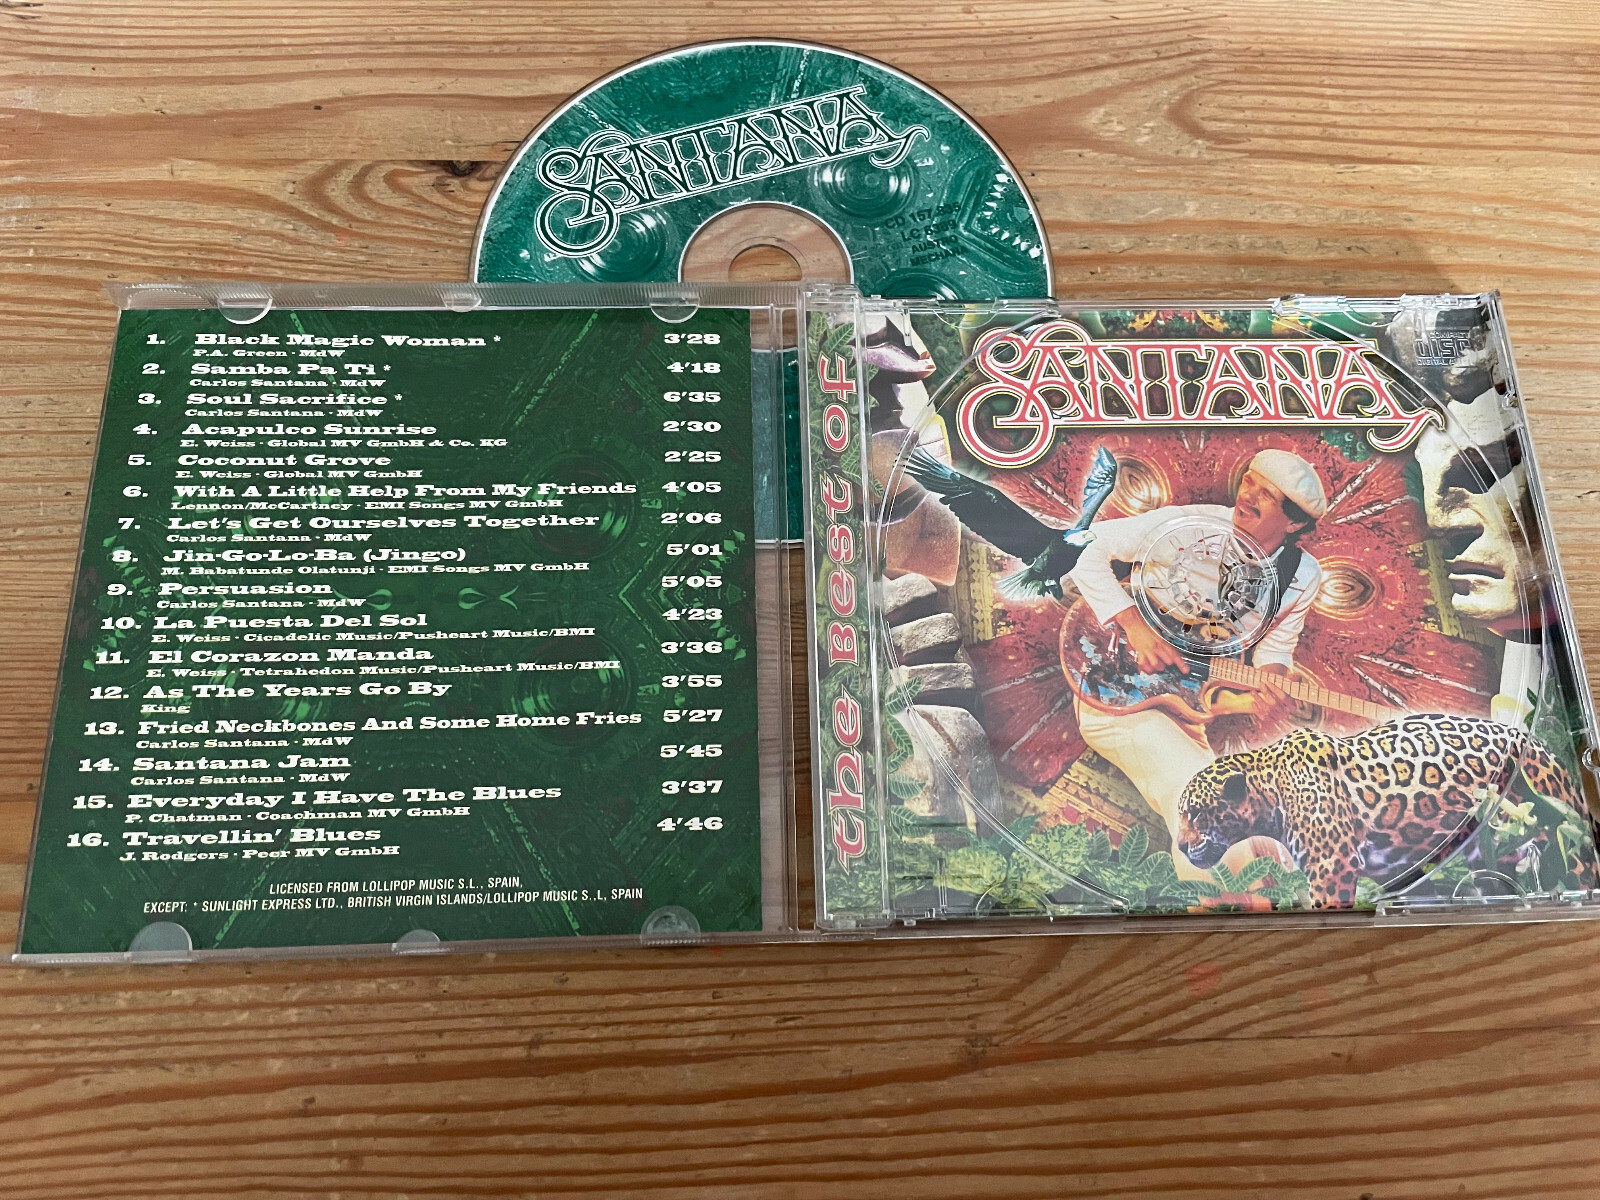 SANTANA
CD 157.
LC
AUSTRO
MECHANA
1. Black Magic Woman * 3'28
P.A. Green · MdW
2. Samba Pa Ti * 4'18
Carlos Santana · MdW
3. Soul Sacrifice * 6'35
Carlos Santana · MdW
4. Acapulco Sunrise 2'30
E. Weiss · Global MV GmbH & Co. KG
5. Coconut Grove 2'25
E. Weiss · Global MV GmbH
6. With A Little Help From My Friends 4'05
Lennon/McCartney · EMI Songs MV GmbH
7. Let's Get Ourselves Together 2'06
Carlos Santana · MdW
8. Jin-Go-Lo-Ba (Jingo) 5'01
M. Babatunde Olatunji · EMI Songs MV GmbH
9. Persuasion 5'05
Carlos Santana · MdW
10. La Puesta Del Sol 4'23
E. Weiss · Cicadelic Music/Pusheart Music/BMI
11. El Corazon Manda 3'36
E. Weiss · Tetrahedon Music/Pusheart Music/BMI
12. As The Years Go By 3'55
King
13. Fried Neckbones And Some Home Fries 5'27
Carlos Santana · MdW
14. Santana Jam 5'45
Carlos Santana · MdW
15. Everyday I Have The Blues 3'37
P. Chatman · Coachman MV GmbH
16. Travellin' Blues 4'46
J. Rodgers · Peer MV GmbH
LICENSED FROM LOLLIPOP MUSIC S.L., SPAIN,
EXCEPT: * SUNLIGHT EXPRESS LTD., BRITISH VIRGIN ISLANDS/LOLLIPOP MUSIC S..L, SPAIN
the Best of
SANTANA
COMPACT
DISC
DIGITAL